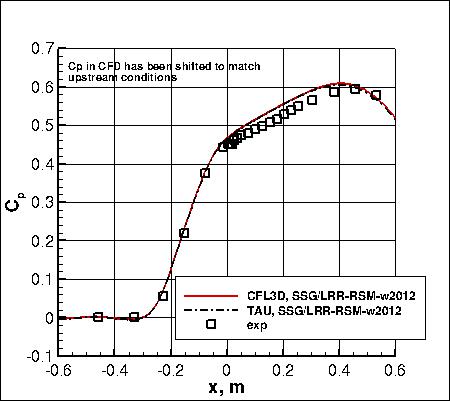 Cp in CFD has been shifted to match
upstream conditions
0.7
0.6
0.5
0.4
0.3
0.2
0.1
0
-0.1
Cp
CFL3D, SSG/LRR-RSM-w2012
TAU, SSG/LRR-RSM-w2012
exp
-0.6 -0.4 -0.2 0 0.2 0.4 0.6
x, m